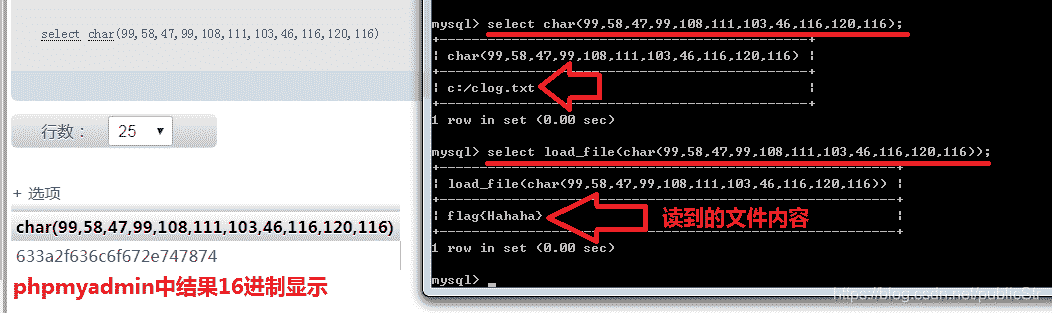 select char(99,58,47,99,108,111,103,46,116,120,116)
行数： 25
+ 选项
char(99,58,47,99,108,111,103,46,116,120,116)
633a2f636c6f672e747874
phpmyadmin中结果16进制显示
mysql> select char(99,58,47,99,108,111,103,46,116,120,116);
+----------------------------------------------+
| char(99,58,47,99,108,111,103,46,116,120,116) |
+----------------------------------------------+
| c:/clog.txt |
+----------------------------------------------+
1 row in set (0.00 sec)
mysql> select load_file(char(99,58,47,99,108,111,103,46,116,120,116));
+---------------------------------------------------------+
| load_file(char(99,58,47,99,108,111,103,46,116,120,116)) |
+---------------------------------------------------------+
| flag{Hahaha} | 读到的文件内容
+---------------------------------------------------------+
1 row in set (0.00 sec)
mysql> _
https://blog.csdn.net/publicStr